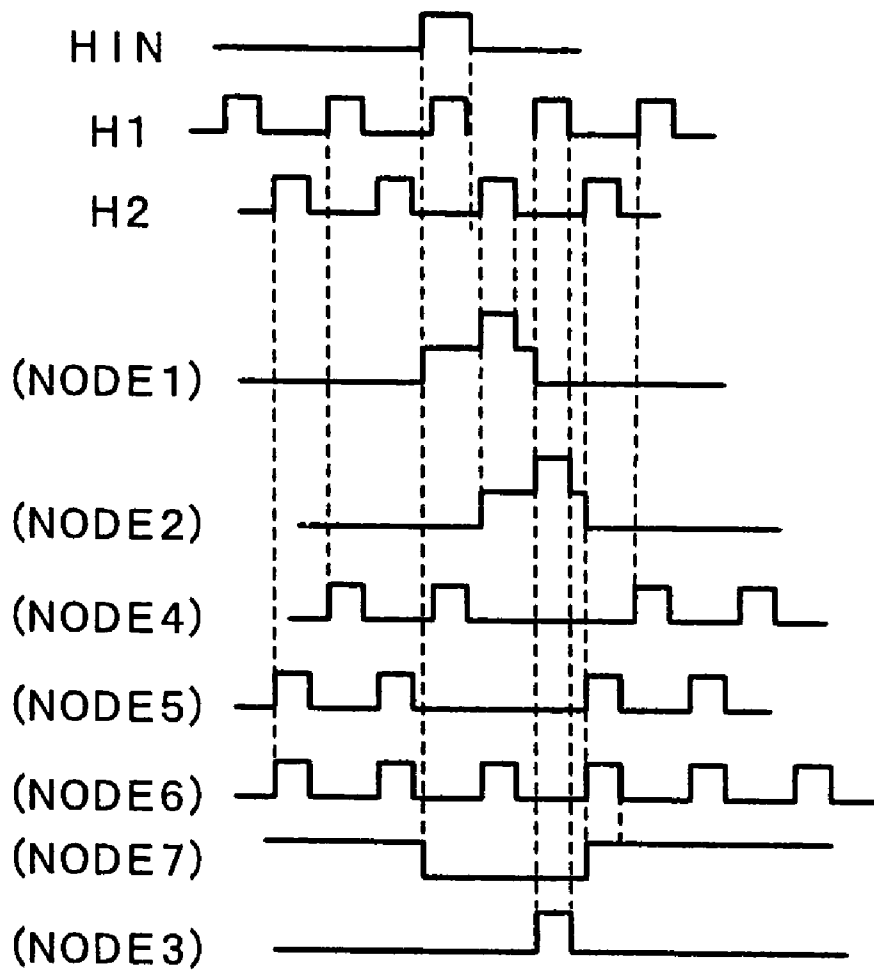 HIN
H1
H2
(NODE1)
(NODE2)
(NODE4)
(NODE5)
(NODE6)
(NODE7)
(NODE3)